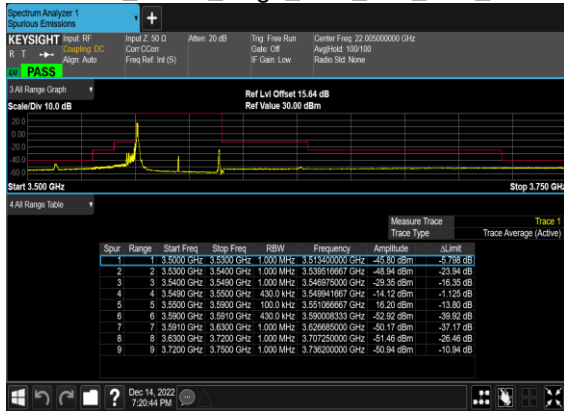 Spectrum Analyzer 1
Spurious Emissions
+
KEYSIGHT Input: RF Input Z: 50 Ω Atten: 20 dB Trig: Free Run Center Freq: 22.005000000 GHz
R T Coupling: DC Corr CCorr Gate: Off Avg|Hold: 100/100
Align: Auto Freq Ref: Int (S) IF Gain: Low Radio Std: None
LXI PASS
3 All Range Graph Ref Lvl Offset 15.64 dB
Scale/Div 10.0 dB Ref Value 30.00 dBm
20.0
0.00
-20.0
-40.0
-60.0
Start 3.500 GHz Stop 3.750 GHz
4 All Range Table
Measure Trace Trace 1
Trace Type Trace Average (Active)
Spur Range Start Freq Stop Freq RBW Frequency Amplitude ΔLimit
1 1 3.5000 GHz 3.5300 GHz 1.000 MHz 3.513400000 GHz -45.80 dBm -5.798 dB
2 2 3.5300 GHz 3.5400 GHz 1.000 MHz 3.539516667 GHz -48.94 dBm -23.94 dB
3 3 3.5400 GHz 3.5490 GHz 1.000 MHz 3.546975000 GHz -29.35 dBm -16.35 dB
4 4 3.5490 GHz 3.5500 GHz 430.0 kHz 3.549941667 GHz -14.12 dBm -1.125 dB
5 5 3.5500 GHz 3.5900 GHz 100.0 kHz 3.551066667 GHz 16.20 dBm -13.80 dB
6 6 3.5900 GHz 3.5910 GHz 430.0 kHz 3.590008333 GHz -52.92 dBm -39.92 dB
7 7 3.5910 GHz 3.6300 GHz 1.000 MHz 3.626685000 GHz -50.17 dBm -37.17 dB
8 8 3.6300 GHz 3.7200 GHz 1.000 MHz 3.707250000 GHz -51.46 dBm -26.46 dB
9 9 3.7200 GHz 3.7500 GHz 1.000 MHz 3.736200000 GHz -50.94 dBm -10.94 dB
? Dec 14, 2022
7:20:44 PM